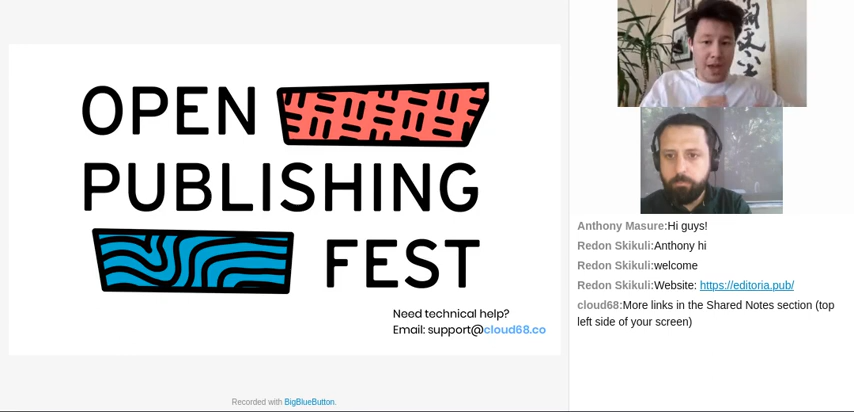 OPEN
PUBLISHING
FEST
Need technical help?
Email: support@cloud68.co
Recorded with BigBlueButton.
Anthony Masure:Hi guys!
Redon Skikuli:Anthony hi
Redon Skikuli:welcome
Redon Skikuli:Website: https://editoria.pub/
cloud68:More links in the Shared Notes section (top
left side of your screen)